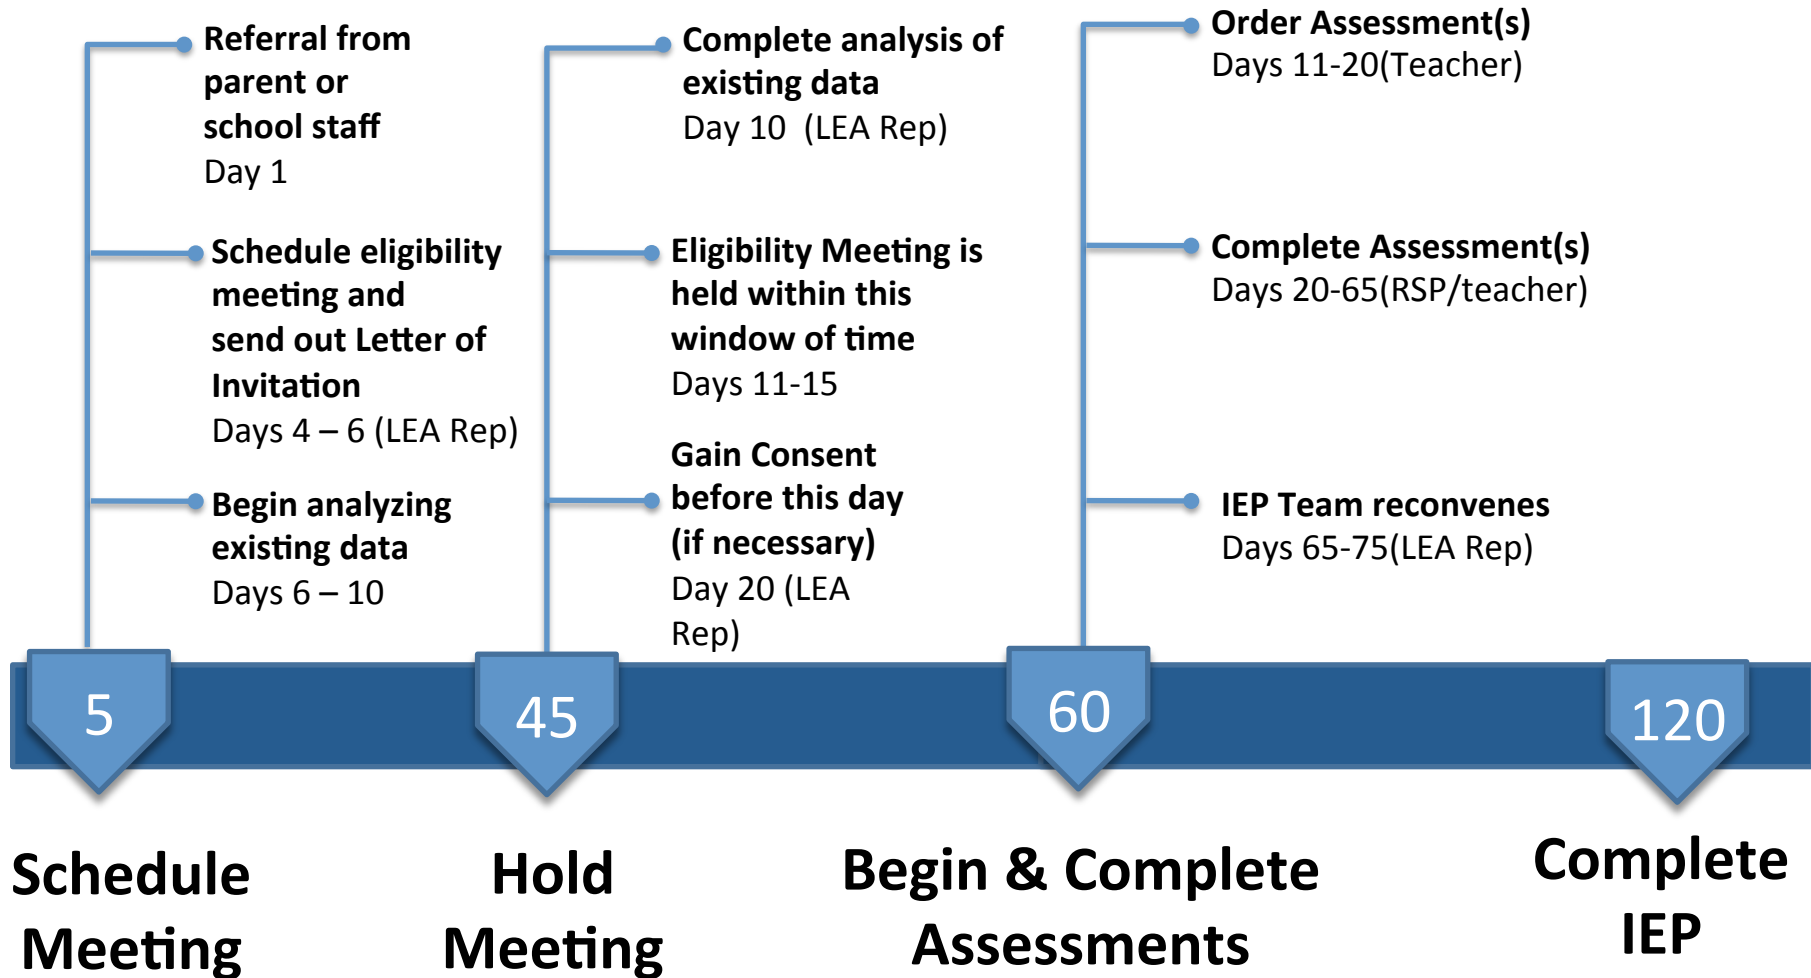 Referral from
parent or
school staff
Day 1
Schedule eligibility
meeting and
send out Letter of
Invitation
Days 4 – 6 (LEA Rep)
Begin analyzing
existing data
Days 6 – 10
Complete analysis of
existing data
Day 10  (LEA Rep)
Eligibility Meeting is
held within this
window of time
Days 11-15
Gain Consent
before this day
(if necessary)
Day 20 (LEA
Rep)
Order Assessment(s)
Days 11-20(Teacher)
Complete Assessment(s)
Days 20-65(RSP/teacher)
IEP Team reconvenes
Days 65-75(LEA Rep)
5
45
60
120
Schedule
Meeting
Hold
Meeting
Begin & Complete
Assessments
Complete
IEP